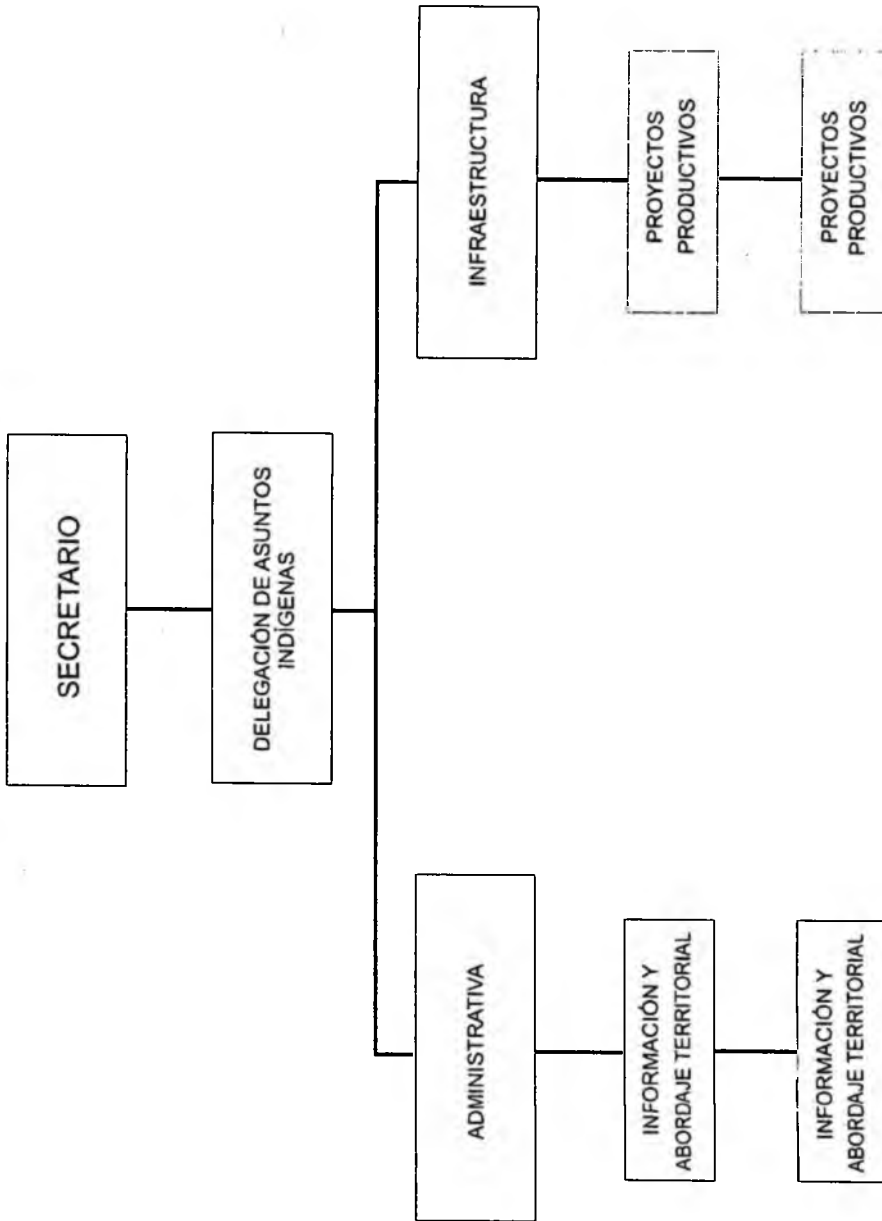 SECRETARIO
DELEGACIÓN DE ASUNTOS
INDÍGENAS
ADMINISTRATIVA
INFRAESTRUCTURA
INFORMACIÓN Y
ABORDAJE TERRITORIAL
PROYECTOS
PRODUCTIVOS
INFORMACIÓN Y
ABORDAJE TERRITORIAL
PROYECTOS
PRODUCTIVOS